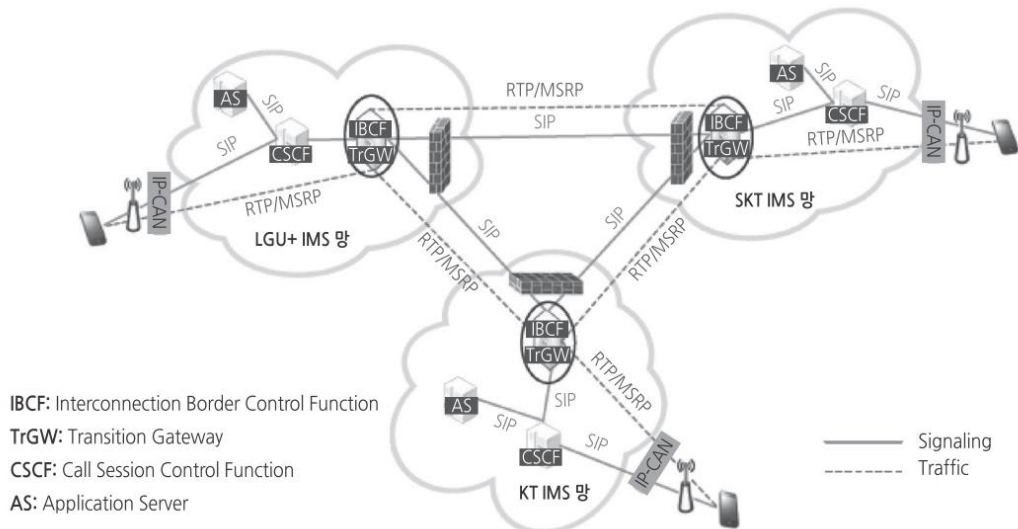 RTP/MSRP
SIP
AS
SIP
CSCF
SIP
IBCF
TrGW
IP-CAN
RTP/MSRP
LGU+ IMS 망
AS
SIP
CSCF
SIP
SIP
IBCF
TrGW
RTP/MSRP
IP-CAN
SKT IMS 망
SIP
RTP/MSRP
SIP
RTP/MSRP
IBCF
TrGW
RTP/MSRP
SIP
AS
SIP
CSCF
SIP
IP-CAN
KT IMS 망
IBCF: Interconnection Border Control Function
TrGW: Transition Gateway
CSCF: Call Session Control Function
AS: Application Server
Signaling
Traffic